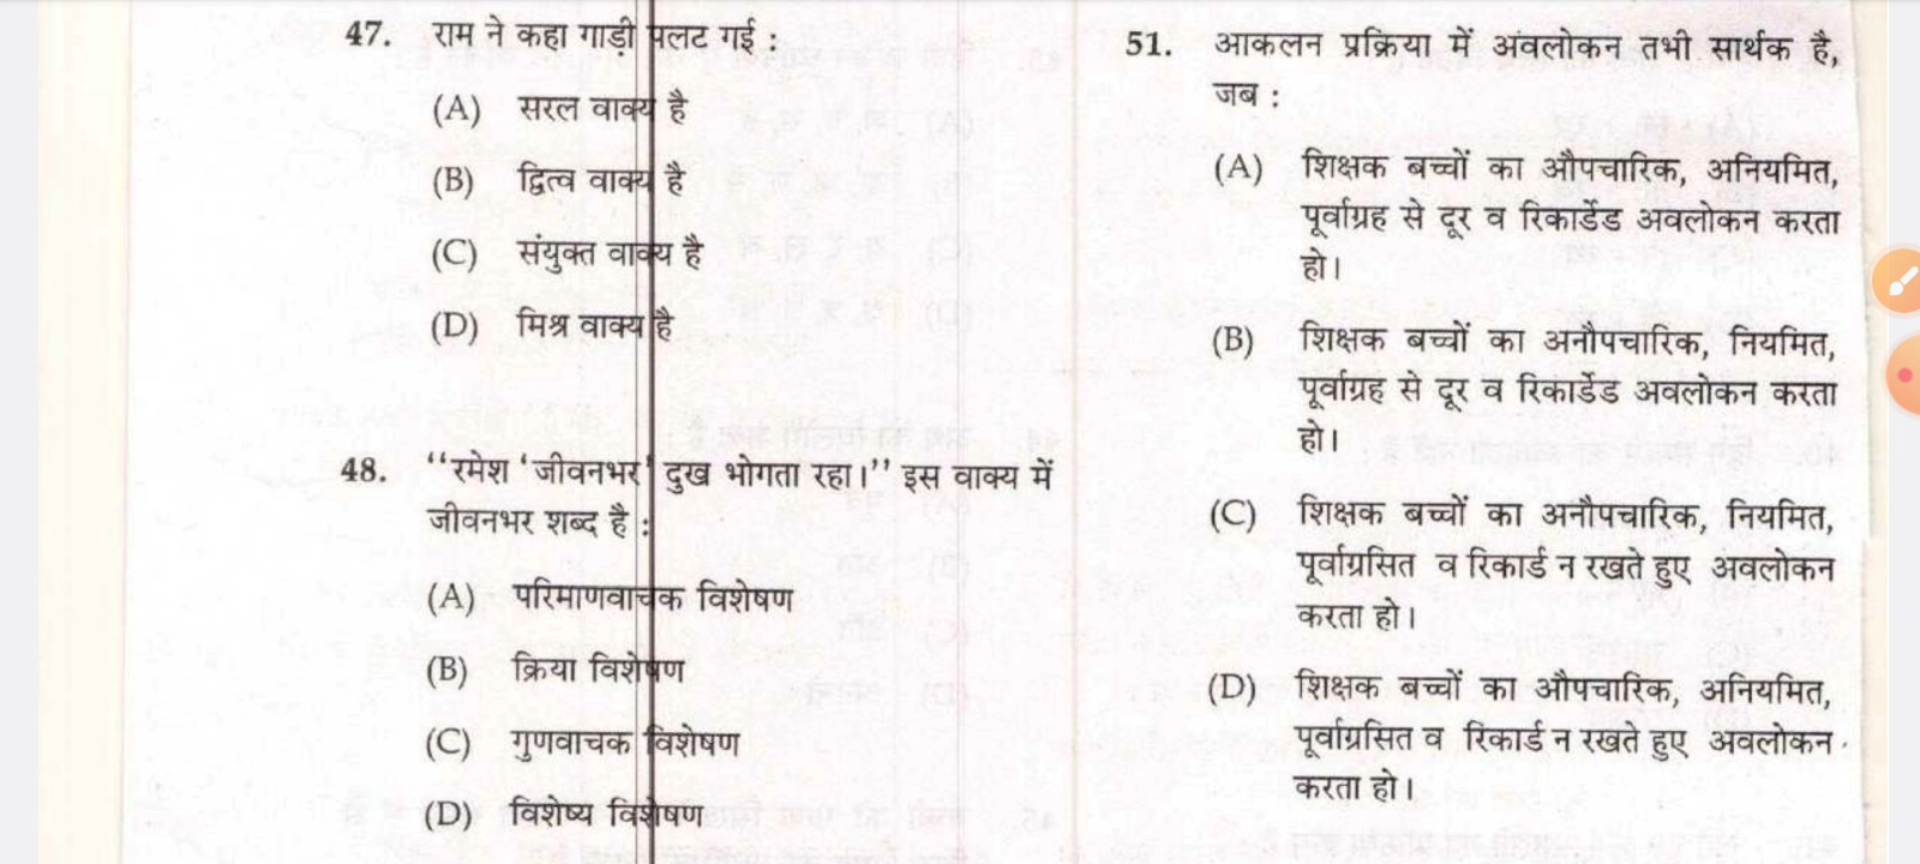 47. राम ने कहा गाड़ी पलट गई :
(A) सरल वाक्य है
(B) द्वित्व वाक्य है
(C) संयुक्त वाक्य है
(D) मिश्र वाक्य है
48. ‘‘रमेश ‘जीवनभर’ दुख भोगता रहा।’’ इस वाक्य में
जीवनभर शब्द है :
(A) परिमाणवाचक विशेषण
(B) क्रिया विशेषण
(C) गुणवाचक विशेषण
(D) विशेष्य विशेषण
51. आकलन प्रक्रिया में अवलोकन तभी सार्थक है,
जब :
(A) शिक्षक बच्चों का औपचारिक, अनियमित,
पूर्वाग्रह से दूर व रिकार्डेड अवलोकन करता
हो।
(B) शिक्षक बच्चों का अनौपचारिक, नियमित,
पूर्वाग्रह से दूर व रिकार्डेड अवलोकन करता
हो।
(C) शिक्षक बच्चों का अनौपचारिक, नियमित,
पूर्वाग्रसित व रिकार्ड न रखते हुए अवलोकन
करता हो।
(D) शिक्षक बच्चों का औपचारिक, अनियमित,
पूर्वाग्रसित व रिकार्ड न रखते हुए अवलोकन
करता हो।